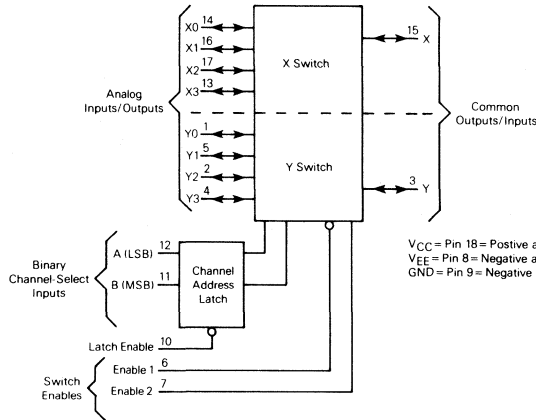 X0 14
X1 16
X2 17
X3 13
X Switch
15 X
Analog
Inputs/Outputs
Common
Outputs/Inputs
Y0 1
Y1 5
Y2 2
Y3 4
Y Switch
3 Y
VCC = Pin 18 = Postive a
VEE = Pin 8 = Negative a
GND = Pin 9 = Negative
Binary
Channel-Select
Inputs
A (LSB) 12
B (MSB) 11
Channel
Address
Latch
Latch Enable 10
Switch
Enables
Enable 1 6
Enable 2 7